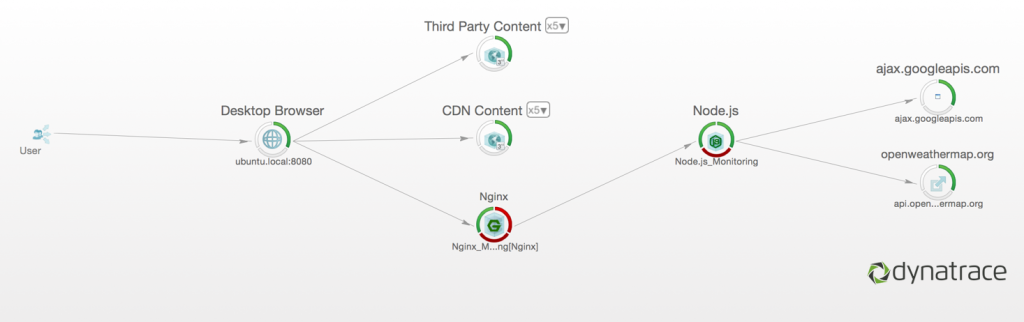 Third Party Content x5▼
ajax.googleapis.com
Desktop Browser
CDN Content x5▼
Node.js
ajax.googleapis.com
User
ubuntu.local:8080
Node.js_Monitoring
openweathermap.org
Nginx
api.open...ermap.org
Nginx_M...ng[Nginx]
dynatrace